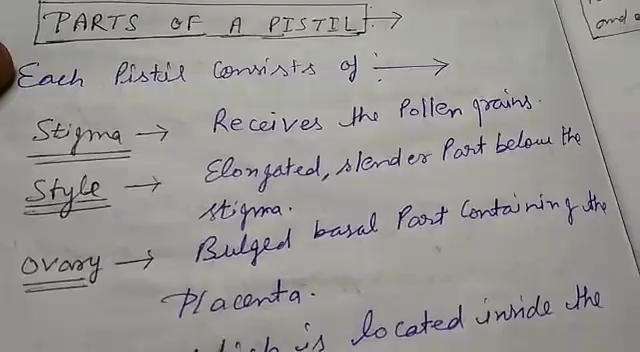 PARTS OF A PISTIL :→
Each Pistil consists of :→
Stigma → Receives the Pollen grains.
Style → Elongated, slender Part below the
stigma.
Ovary → Bulged basal Part Containing the
Placenta.
is located inside the
and